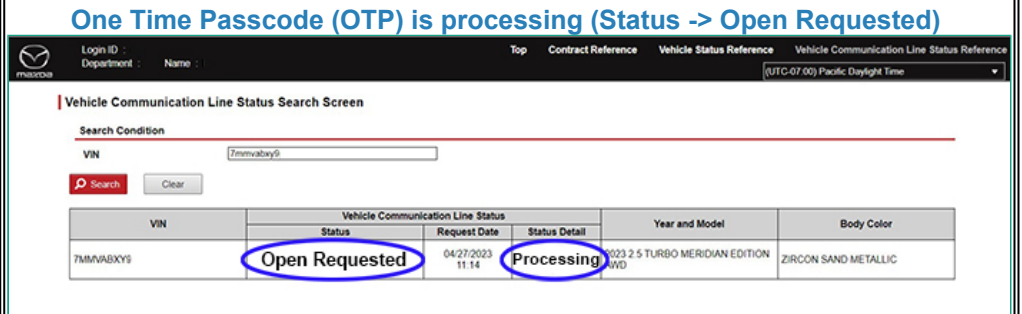 One Time Passcode (OTP) is processing (Status -> Open Requested)
mazda
Login ID :
Department : Name :
Top Contract Reference Vehicle Status Reference Vehicle Communication Line Status Reference
(UTC-07:00) Pacific Daylight Time
Vehicle Communication Line Status Search Screen
Search Condition
VIN 7mmvabxy9
Search Clear
VIN Vehicle Communication Line Status Year and Model Body Color
Status Request Date Status Detail
7MMVABXY9 Open Requested 04/27/2023 11:14 Processing 2023 2.5 TURBO MERIDIAN EDITION AWD ZIRCON SAND METALLIC